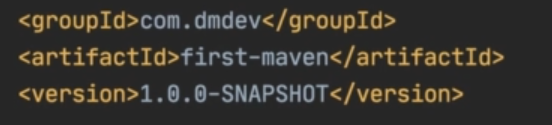 <groupId>com.dmdev</groupId>
<artifactId>first-maven</artifactId>
<version>1.0.0-SNAPSHOT</version>